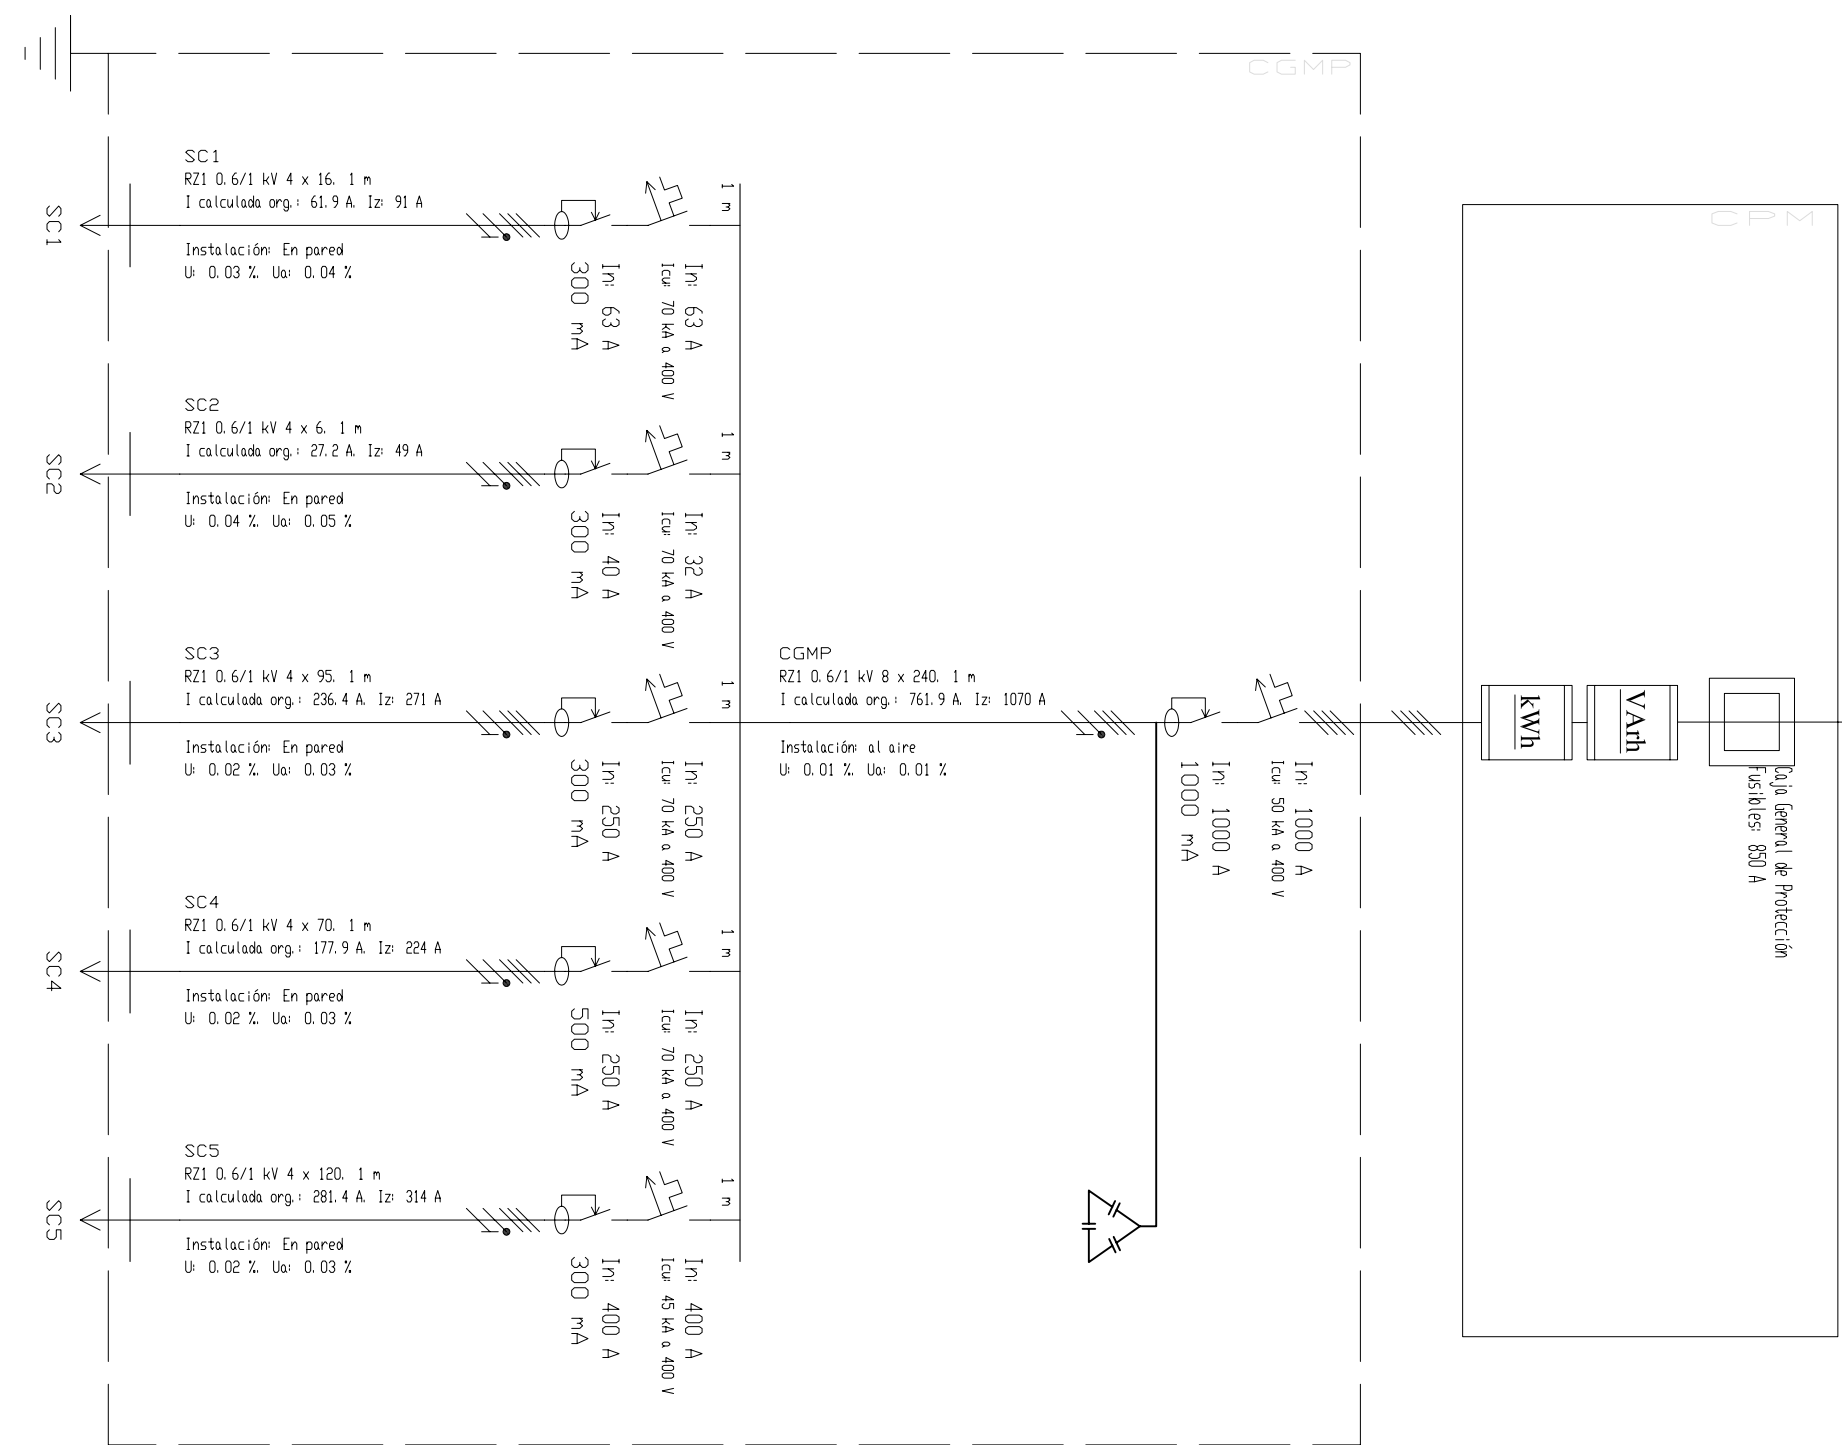 CGMP
CPM
SC1
RZ1 0.6/1 kV 4 x 16. 1 m
I calculada org.: 61.9 A. Iz: 91 A
Instalación: En pared
U: 0.03 %. Ua: 0.04 %
SC1
In: 63 A
300 mA
In: 63 A
Icu: 70 kA a 400 V
1 m
SC2
RZ1 0.6/1 kV 4 x 6. 1 m
I calculada org.: 27.2 A. Iz: 49 A
Instalación: En pared
U: 0.04 %. Ua: 0.05 %
SC2
In: 40 A
300 mA
In: 32 A
Icu: 70 kA a 400 V
1 m
SC3
RZ1 0.6/1 kV 4 x 95. 1 m
I calculada org.: 236.4 A. Iz: 271 A
Instalación: En pared
U: 0.02 %. Ua: 0.03 %
SC3
In: 250 A
300 mA
In: 250 A
Icu: 70 kA a 400 V
1 m
CGMP
RZ1 0.6/1 kV 8 x 240. 1 m
I calculada org.: 761.9 A. Iz: 1070 A
Instalación: al aire
U: 0.01 %. Ua: 0.01 %
In: 1000 A
1000 mA
In: 1000 A
Icu: 50 kA a 400 V
kWh
VArh
Caja General de Protección
Fusibles: 850 A
SC4
RZ1 0.6/1 kV 4 x 70. 1 m
I calculada org.: 177.9 A. Iz: 224 A
Instalación: En pared
U: 0.02 %. Ua: 0.03 %
SC4
In: 250 A
500 mA
In: 250 A
Icu: 70 kA a 400 V
1 m
SC5
RZ1 0.6/1 kV 4 x 120. 1 m
I calculada org.: 281.4 A. Iz: 314 A
Instalación: En pared
U: 0.02 %. Ua: 0.03 %
SC5
In: 400 A
300 mA
In: 400 A
Icu: 45 kA a 400 V
1 m